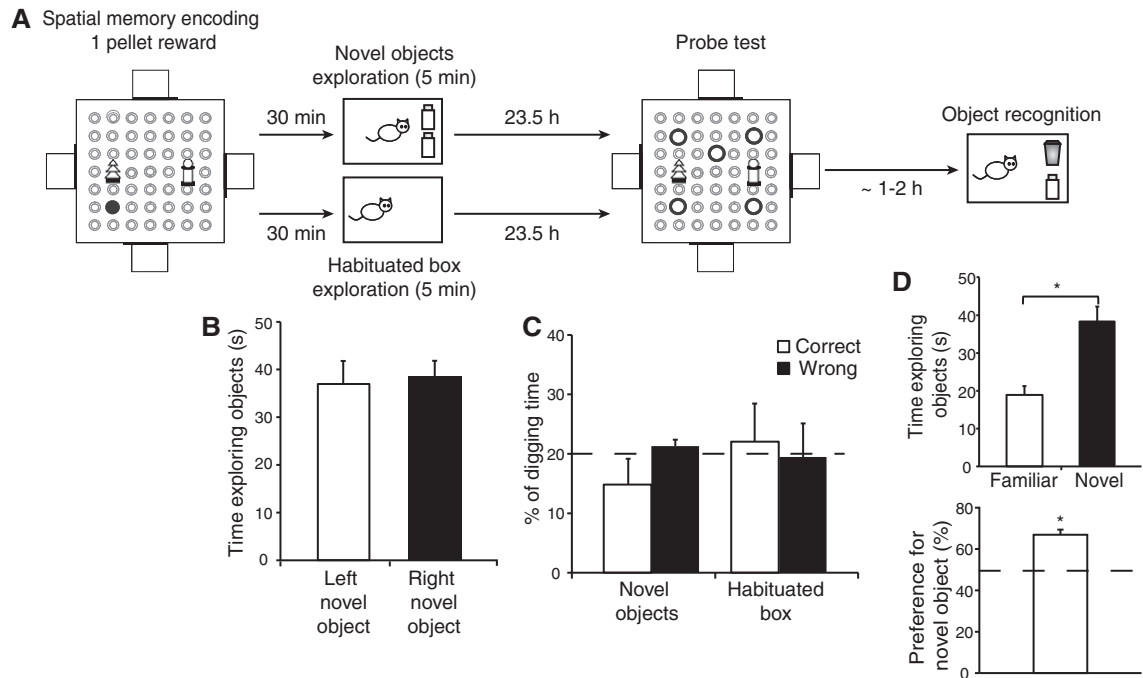 A Spatial memory encoding
1 pellet reward
Novel objects
exploration (5 min)
Probe test
Object recognition
30 min
23.5 h
~ 1-2 h
30 min
23.5 h
Habituated box
exploration (5 min)
B
Time exploring objects (s)
50
40
30
20
10
0
Left
novel
object
Right
novel
object
C
% of digging time
40
30
20
10
0
Correct
Wrong
Novel
objects
Habituated
box
D
Time exploring
objects (s)
50
40
30
20
10
0
*
Familiar
Novel
Preference for
novel object (%)
80
60
40
20
0
*